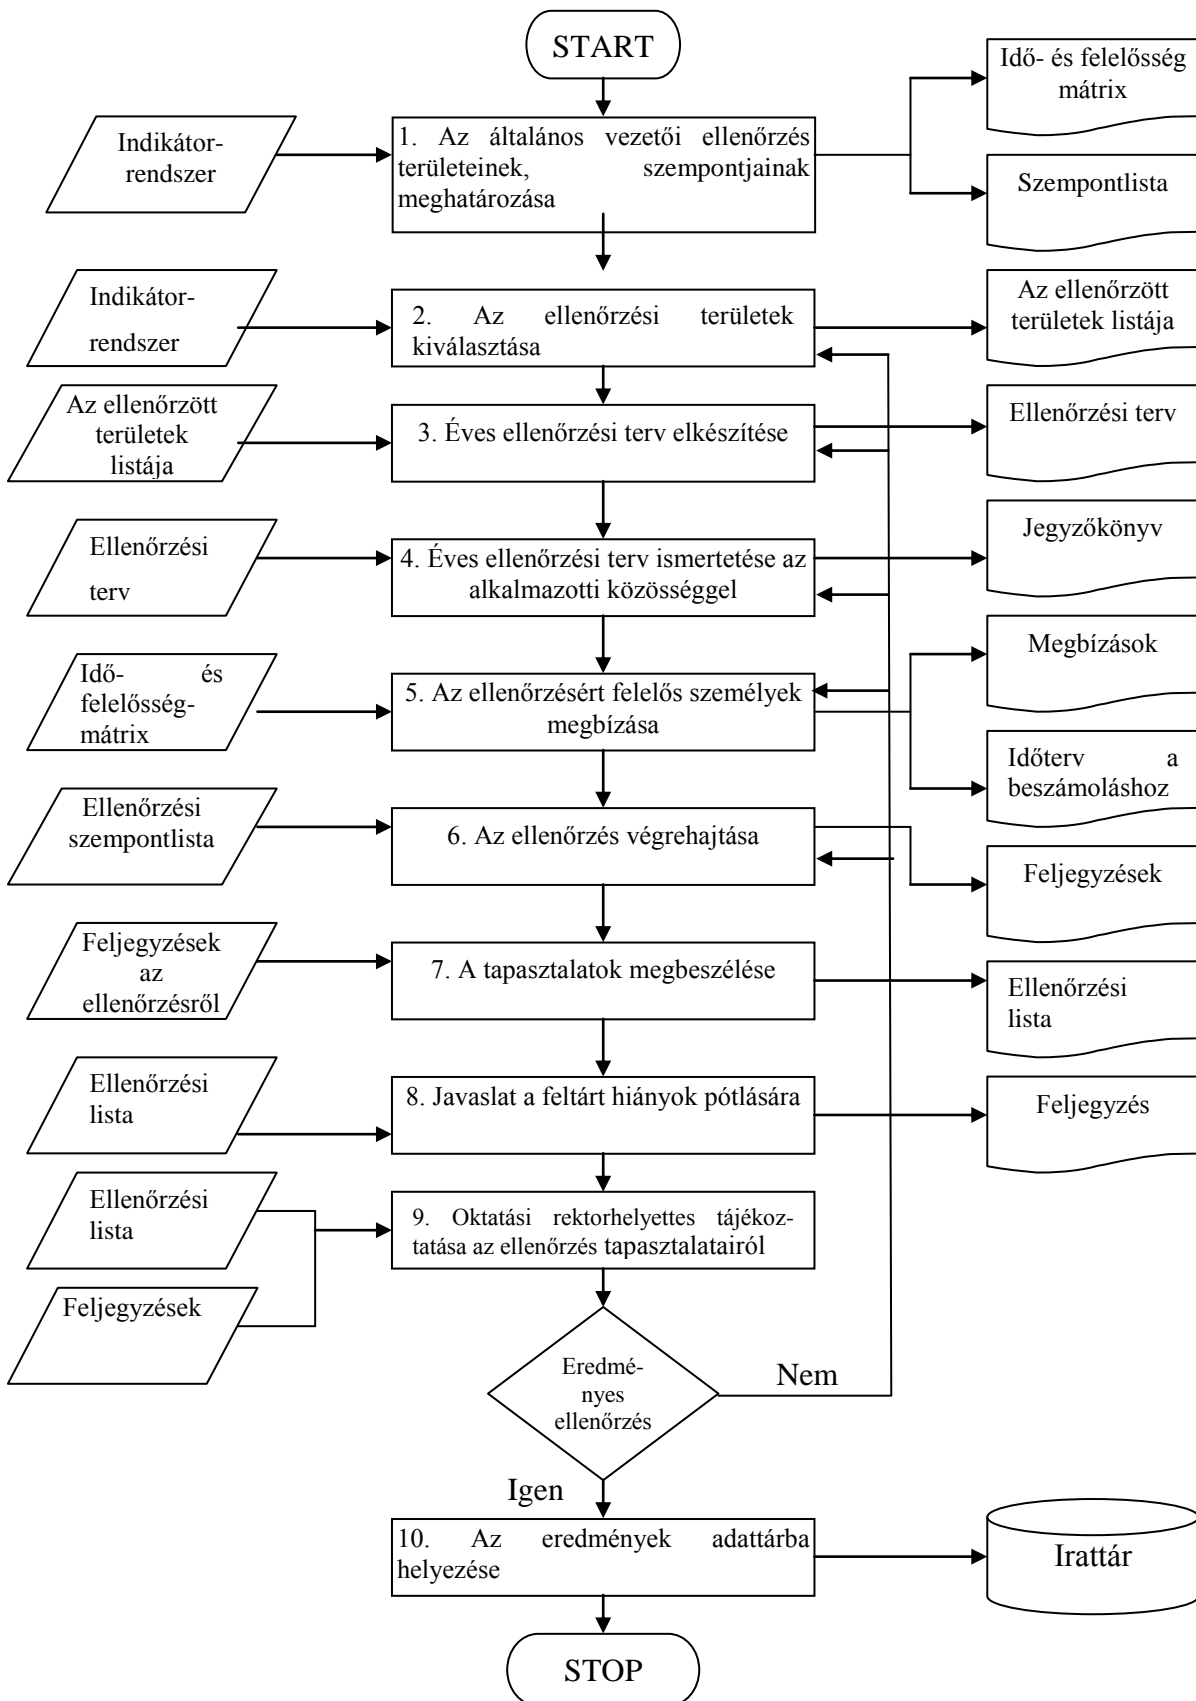 START
Idő- és felelősség
mátrix
Indikátor-
rendszer
1. Az általános vezetői ellenőrzés
területeinek, szempontjainak
meghatározása
Szempontlista
Indikátor-
rendszer
2. Az ellenőrzési területek
kiválasztása
Az ellenőrzött
területek listája
Az ellenőrzött
területek
listája
3. Éves ellenőrzési terv elkészítése
Ellenőrzési terv
Ellenőrzési
terv
4. Éves ellenőrzési terv ismertetése az
alkalmazotti közösséggel
Jegyzőkönyv
Idő- és
felelősség-
mátrix
5. Az ellenőrzésért felelős személyek
megbízása
Megbízások
Időterv a
beszámoláshoz
Ellenőrzési
szempontlista
6. Az ellenőrzés végrehajtása
Feljegyzések
Feljegyzések
az
ellenőrzésről
7. A tapasztalatok megbeszélése
Ellenőrzési
lista
Ellenőrzési
lista
8. Javaslat a feltárt hiányok pótlására
Feljegyzés
Ellenőrzési
lista
Feljegyzések
9. Oktatási rektorhelyettes tájékoz-
tatása az ellenőrzés tapasztalatairól
Eredmé-
nyes
ellenőrzés
Nem
Igen
10. Az eredmények adattárba
helyezése
Irattár
STOP